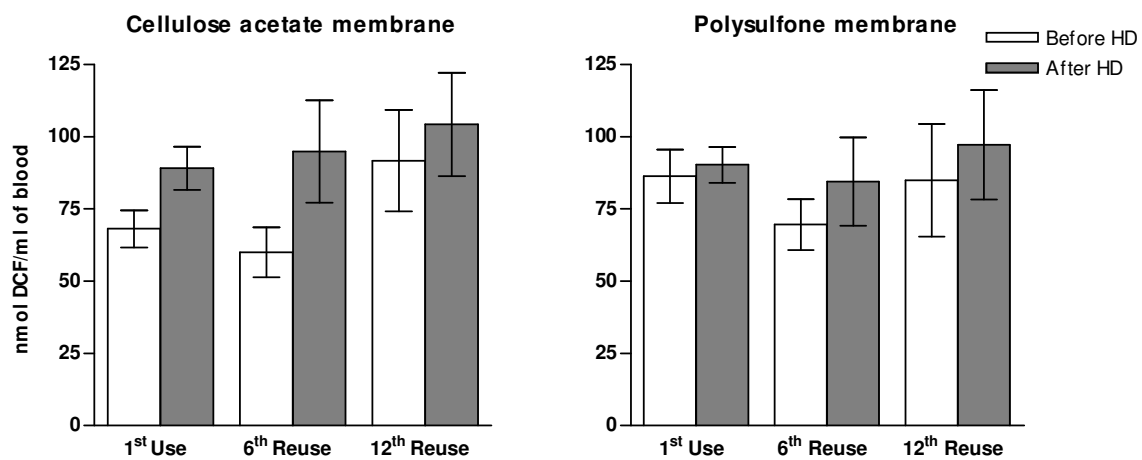 Cellulose acetate membrane
Polysulfone membrane
Before HD
After HD
nmol DCF/ml of blood
125
100
75
50
25
0
1st Use
6th Reuse
12th Reuse
125
100
75
50
25
0
1st Use
6th Reuse
12th Reuse